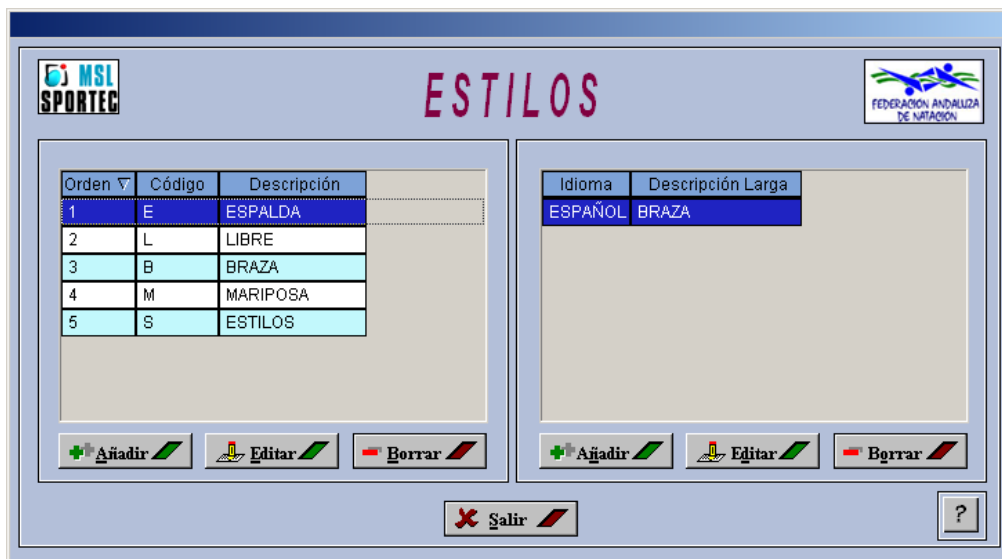 MSL
SPORTEC
ESTILOS
FEDERACION ANDALUZA
DE NATACION
Orden Código Descripción
1 E ESPALDA
2 L LIBRE
3 B BRAZA
4 M MARIPOSA
5 S ESTILOS
Añadir Editar Borrar
Idioma Descripción Larga
ESPAÑOL BRAZA
Añadir Editar Borrar
Salir
?